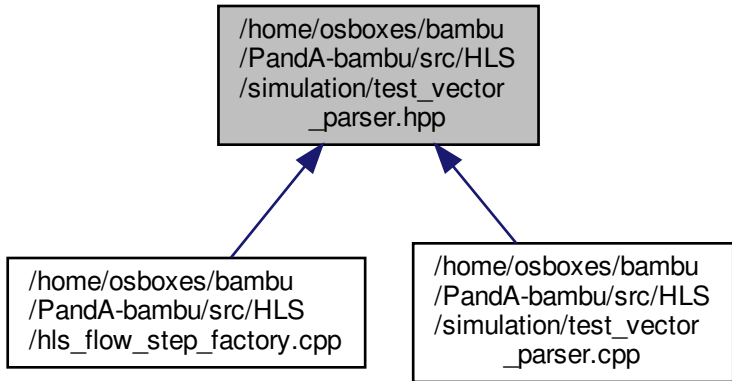 /home/osboxes/bambu
/PandA-bambu/src/HLS
/simulation/test_vector
_parser.hpp
/home/osboxes/bambu
/PandA-bambu/src/HLS
/hls_flow_step_factory.cpp
/home/osboxes/bambu
/PandA-bambu/src/HLS
/simulation/test_vector
_parser.cpp